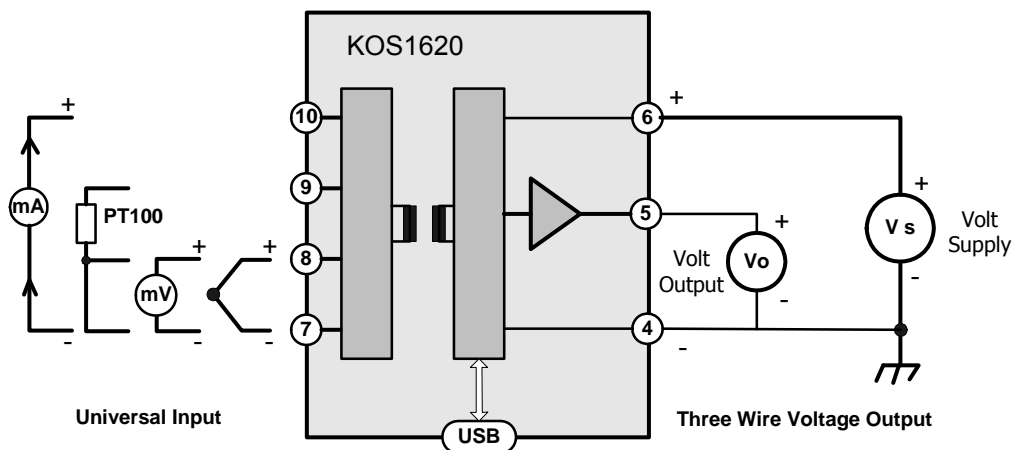 KOS1620
10
9
8
7
6
5
4
+
-
mA
PT100
+
-
mV
+
-
+
-
+
-
Vo
Volt
Output
+
-
V s
Volt
Supply
+
-
Universal Input
USB
Three Wire Voltage Output